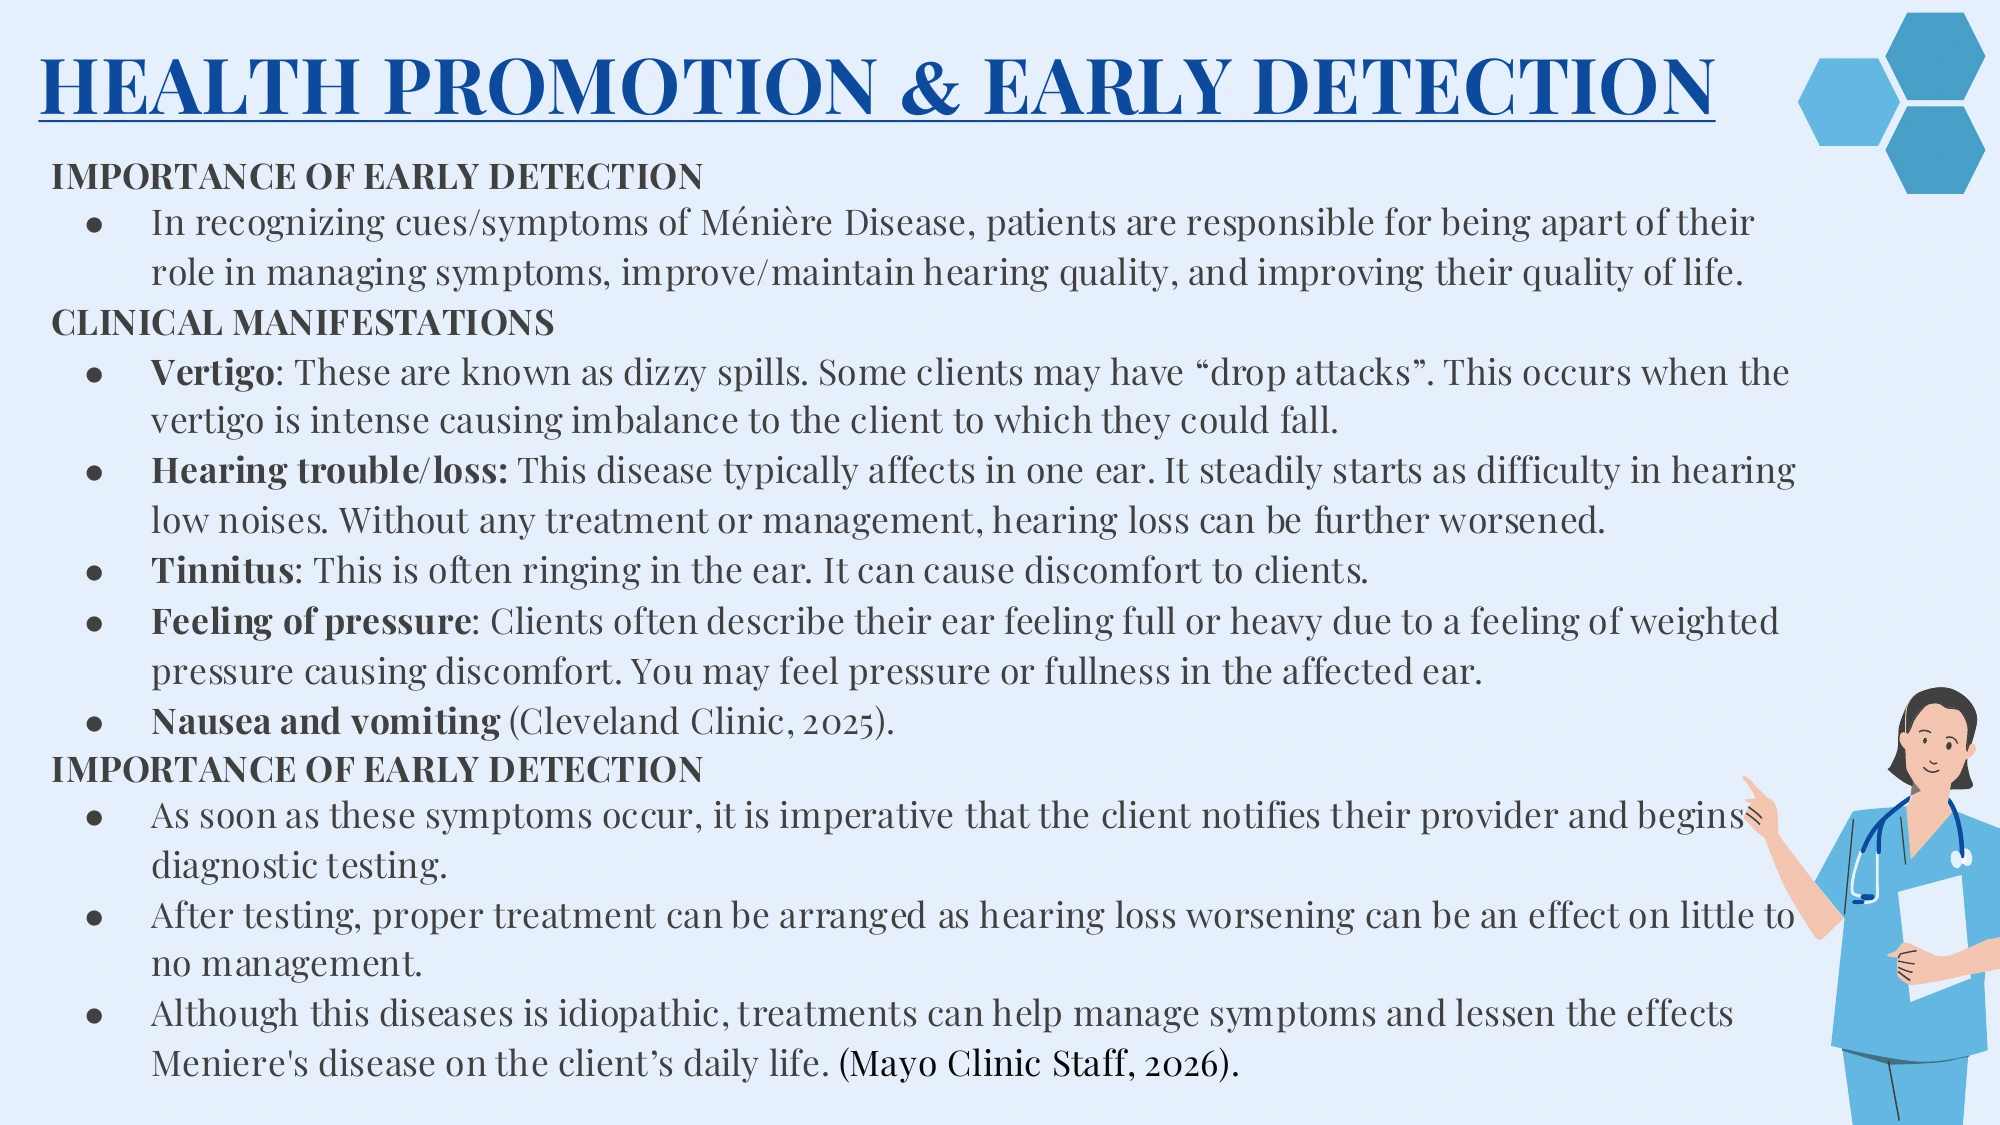 HEALTH PROMOTION & EARLY DETECTION
IMPORTANCE OF EARLY DETECTION
● In recognizing cues/symptoms of Ménière Disease, patients are responsible for being apart of their
role in managing symptoms, improve/maintain hearing quality, and improving their quality of life.
CLINICAL MANIFESTATIONS
● Vertigo: These are known as dizzy spills. Some clients may have “drop attacks”. This occurs when the
vertigo is intense causing imbalance to the client to which they could fall.
● Hearing trouble/loss: This disease typically affects in one ear. It steadily starts as difficulty in hearing
low noises. Without any treatment or management, hearing loss can be further worsened.
● Tinnitus: This is often ringing in the ear. It can cause discomfort to clients.
● Feeling of pressure: Clients often describe their ear feeling full or heavy due to a feeling of weighted
pressure causing discomfort. You may feel pressure or fullness in the affected ear.
● Nausea and vomiting (Cleveland Clinic, 2025).
IMPORTANCE OF EARLY DETECTION
● As soon as these symptoms occur, it is imperative that the client notifies their provider and begins
diagnostic testing.
● After testing, proper treatment can be arranged as hearing loss worsening can be an effect on little to
no management.
● Although this diseases is idiopathic, treatments can help manage symptoms and lessen the effects
Meniere's disease on the client’s daily life. (Mayo Clinic Staff, 2026).